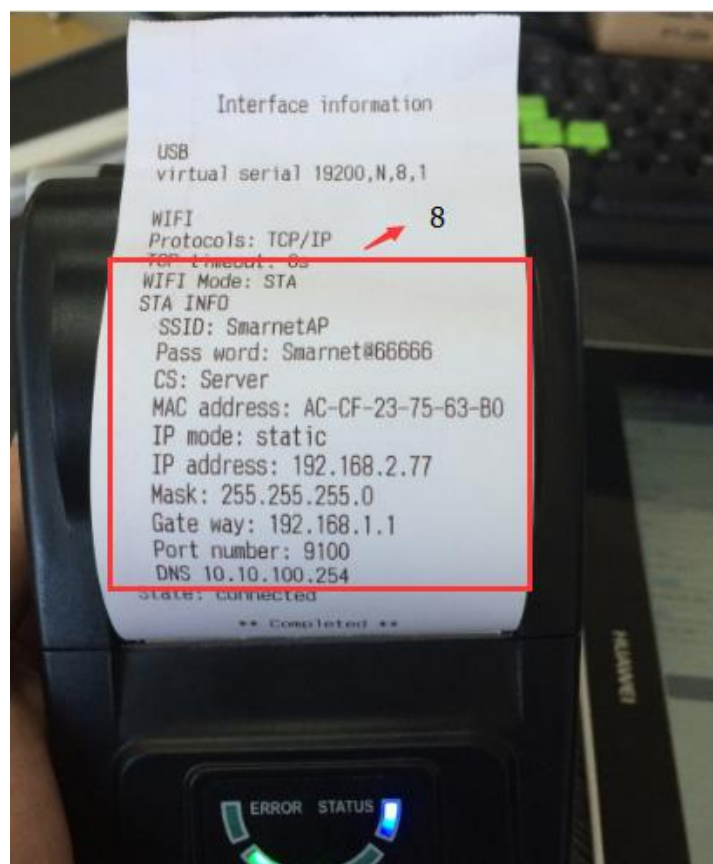 Interface information
USB
virtual serial 19200,N,8,1
WIFI
8
Protocols: TCP/IP
TCP timeout: 0s
WIFI Mode: STA
STA INFO
SSID: SmarnetAP
Pass word: Smarnet@66666
CS: Server
MAC address: AC-CF-23-75-63-B0
IP mode: static
IP address: 192.168.2.77
Mask: 255.255.255.0
Gate way: 192.168.1.1
Port number: 9100
DNS 10.10.100.254
State: connected
** Completed **
HUAWEI
ERROR STATUS